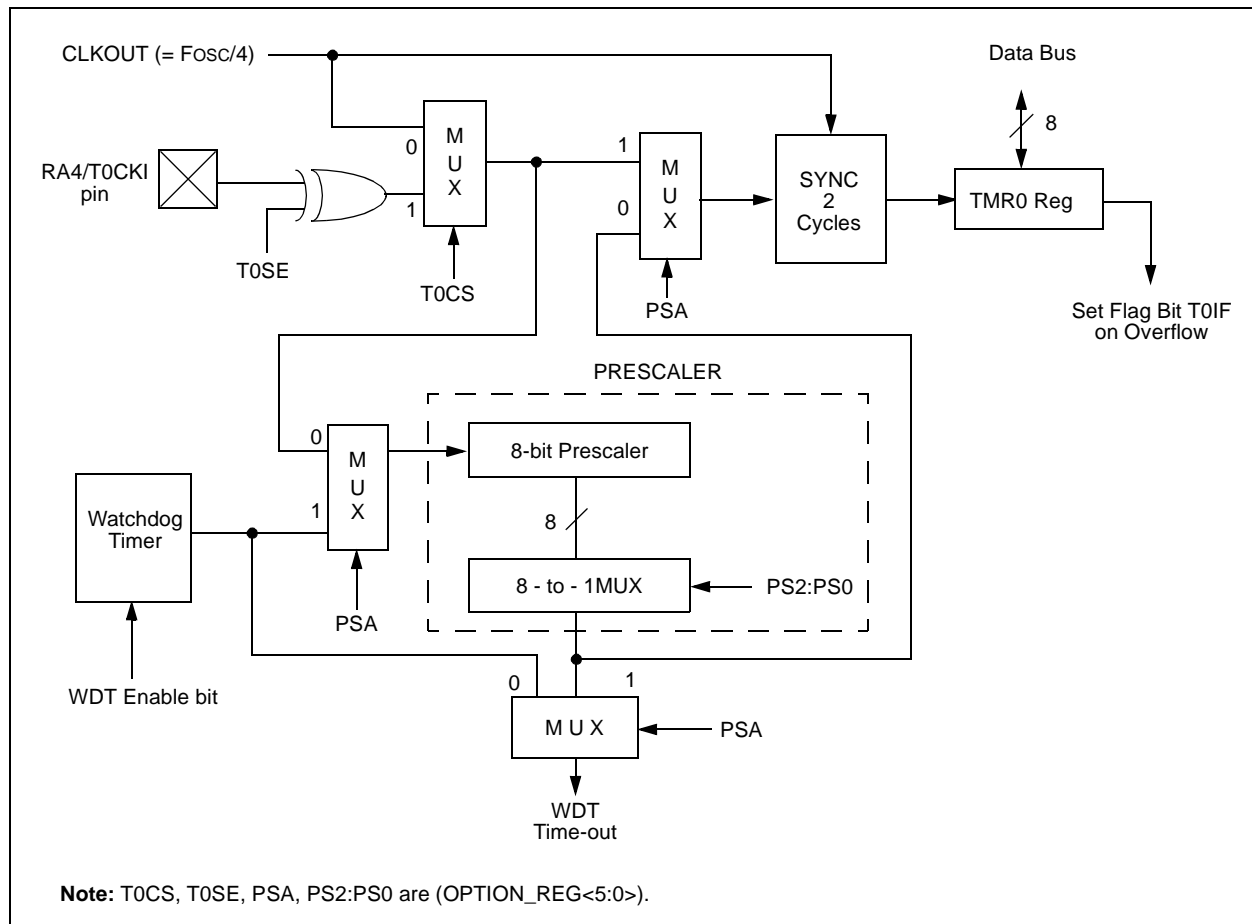 CLKOUT (= FOSC/4)
Data Bus
8
RA4/T0CKI
pin
0
1
M
U
X
1
0
M
U
X
SYNC
2
Cycles
TMR0 Reg
T0SE
T0CS
PSA
Set Flag Bit T0IF
on Overflow
PRESCALER
0
1
M
U
X
8-bit Prescaler
Watchdog
Timer
8
8 - to - 1MUX
PS2:PS0
PSA
WDT Enable bit
0
1
M U X
PSA
WDT
Time-out
Note: T0CS, T0SE, PSA, PS2:PS0 are (OPTION_REG<5:0>).